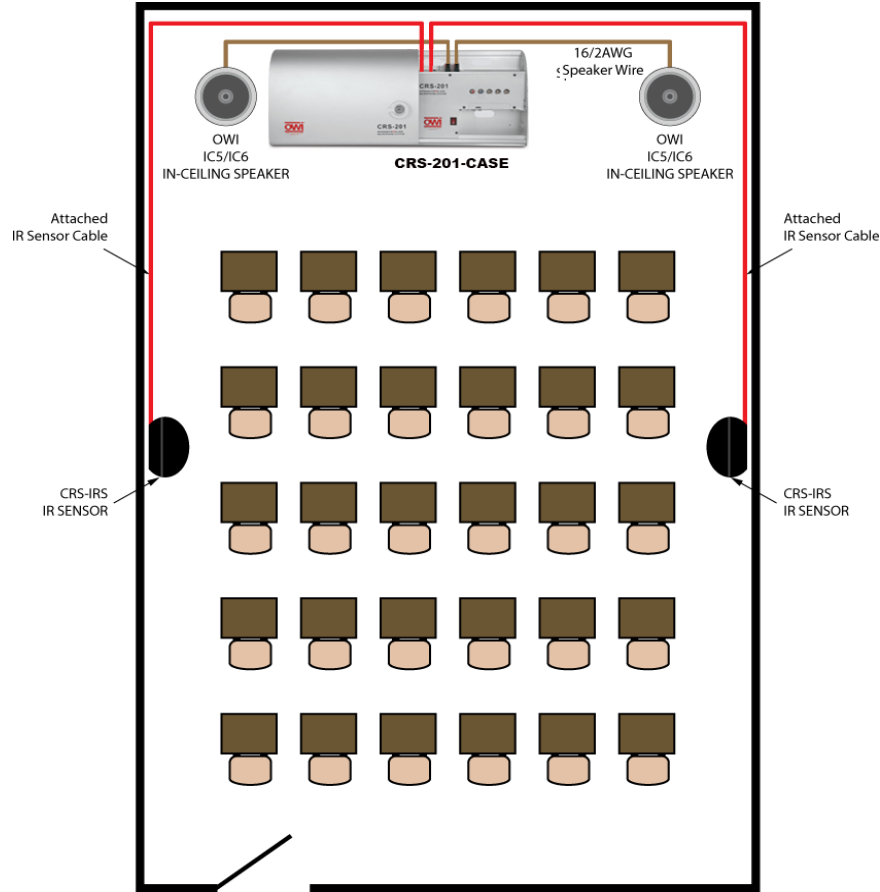 16/2AWG
Speaker Wire
OWI
CRS-201
OWI
CRS-201
OWI
IC5/IC6
IN-CEILING SPEAKER
CRS-201-CASE
OWI
IC5/IC6
IN-CEILING SPEAKER
Attached
IR Sensor Cable
Attached
IR Sensor Cable
CRS-IRS
IR SENSOR
CRS-IRS
IR SENSOR